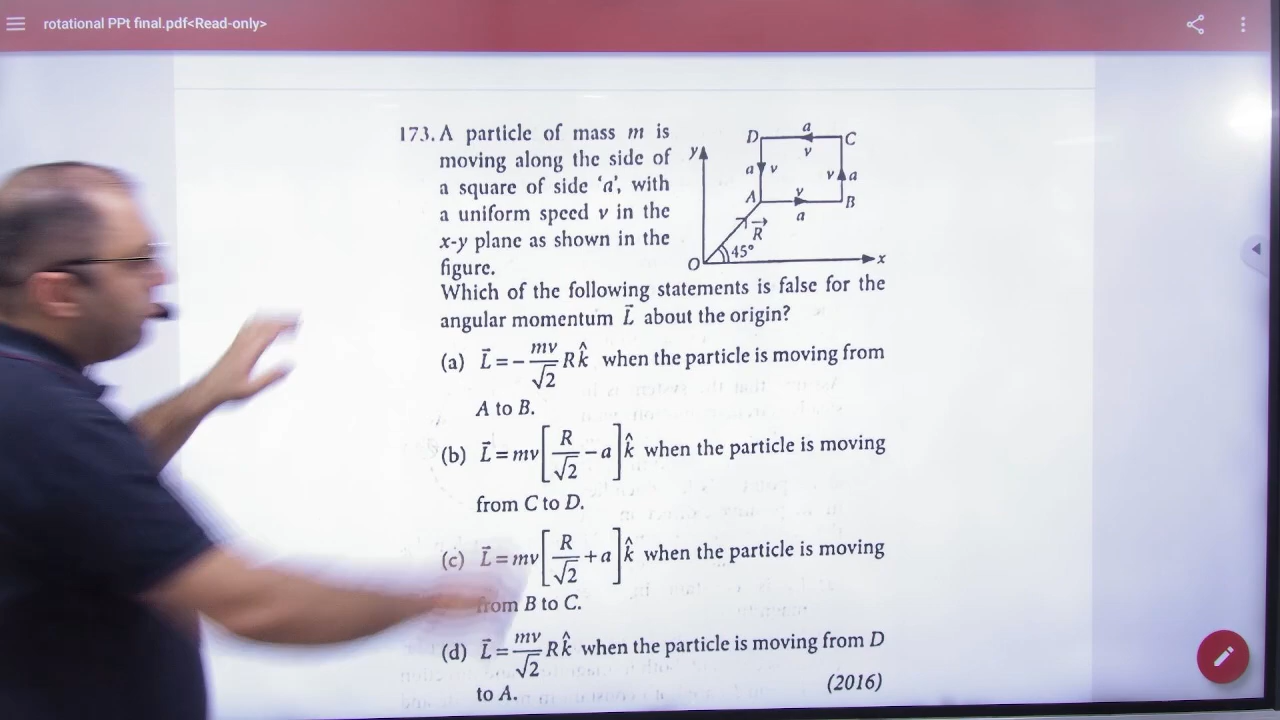 rotational PPt final.pdf<Read-only>
173. A particle of mass m is
moving along the side of
a square of side 'a', with
a uniform speed v in the
x-y plane as shown in the
figure.
D a C
y v
a v v a
A v B
a
R⃗
45°
O x
Which of the following statements is false for the
angular momentum L⃗ about the origin?
(a) L⃗ = − mv/√2 R k̂ when the particle is moving from
A to B.
(b) L⃗ = mv[R/√2 − a] k̂ when the particle is moving
from C to D.
(c) L⃗ = mv[R/√2 + a] k̂ when the particle is moving
from B to C.
(d) L⃗ = mv/√2 R k̂ when the particle is moving from D
to A.
(2016)